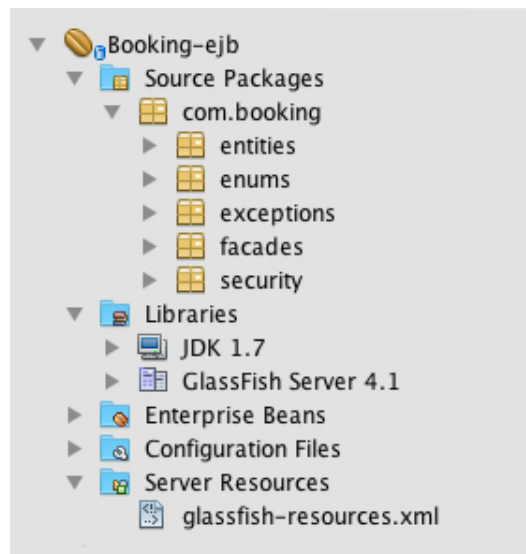 Booking-ejb
Source Packages
com.booking
entities
enums
exceptions
facades
security
Libraries
JDK 1.7
GlassFish Server 4.1
Enterprise Beans
Configuration Files
Server Resources
glassfish-resources.xml